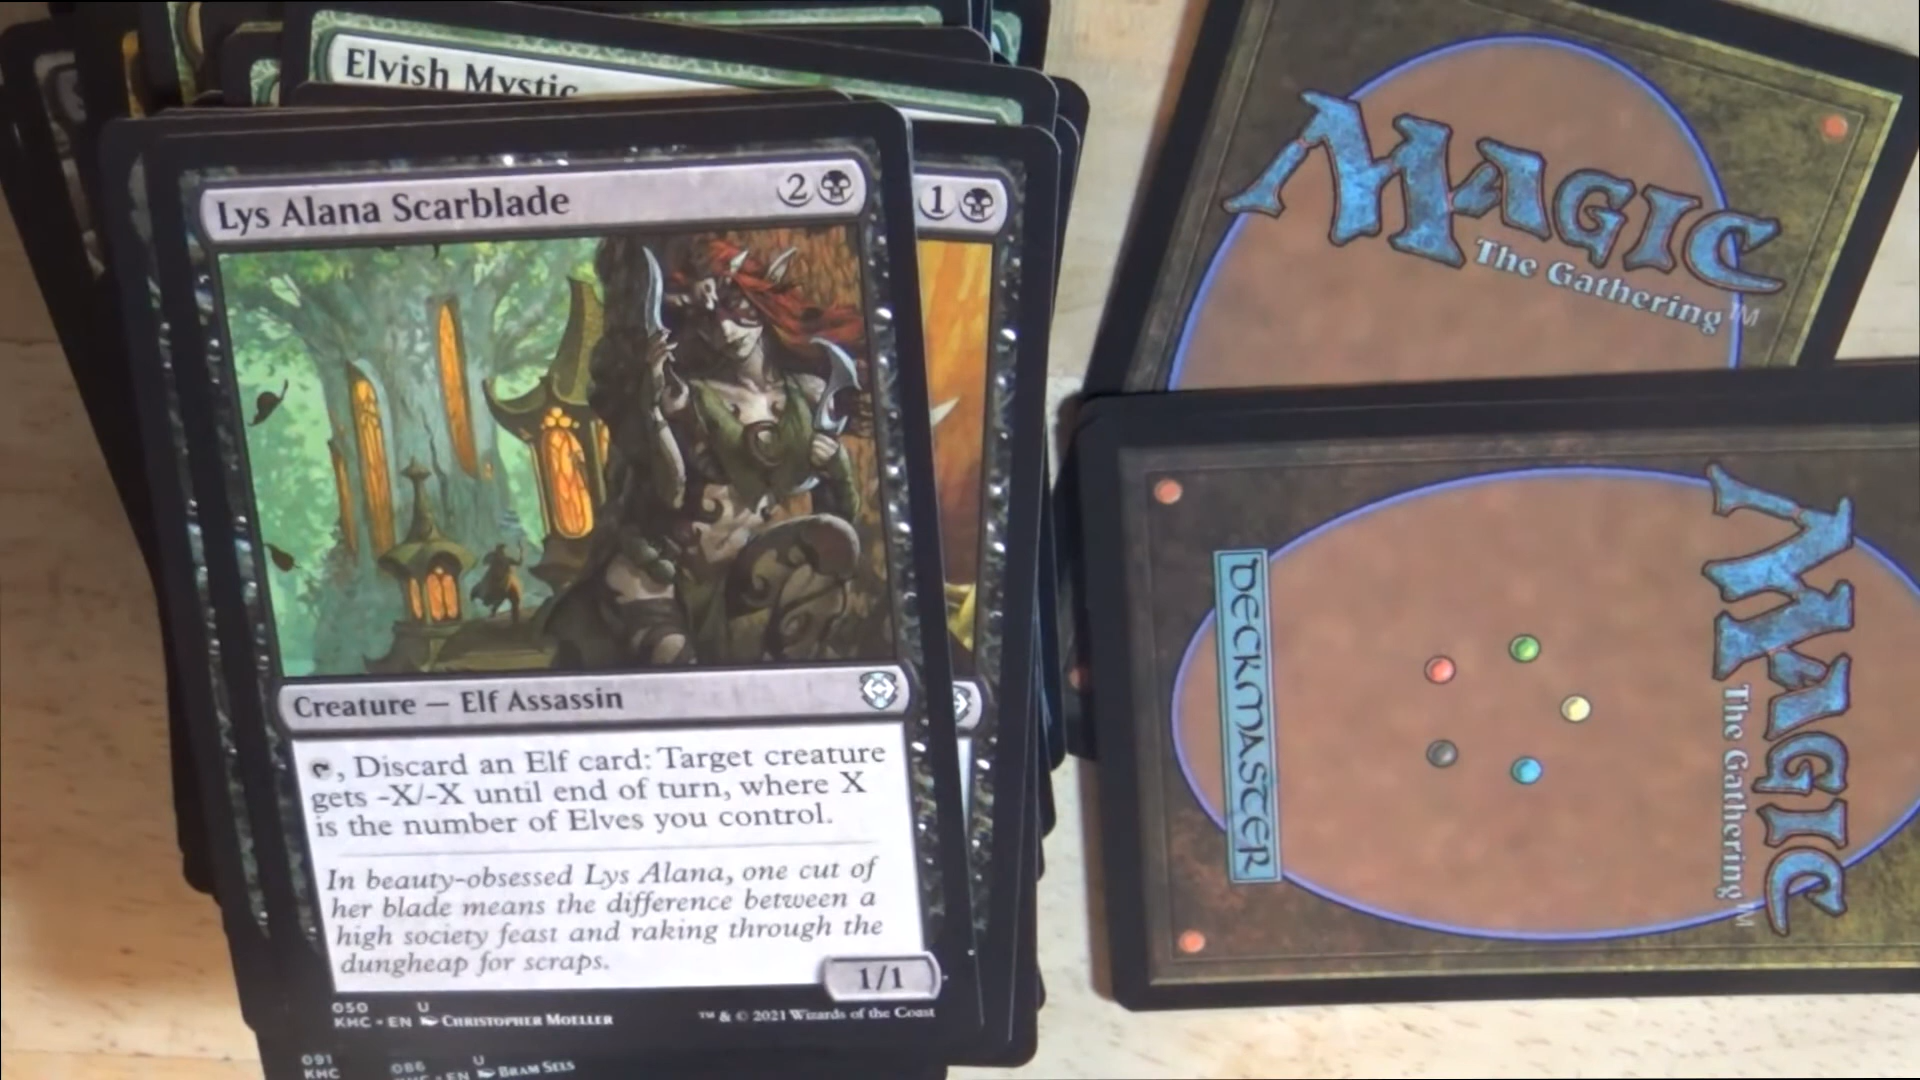 Elvish Mystic
Lys Alana Scarblade
2
1
Creature — Elf Assassin
, Discard an Elf card: Target creature
gets -X/-X until end of turn, where X
is the number of Elves you control.
In beauty-obsessed Lys Alana, one cut of
her blade means the difference between a
high society feast and raking through the
dungheap for scraps.
1/1
050 U
KHC • EN Christopher Moeller
™ & © 2021 Wizards of the Coast
091
KHC
086 U
KHC • EN Bram Sels
MAGIC
The Gathering™
DECKMASTER
MAGIC
The Gathering™